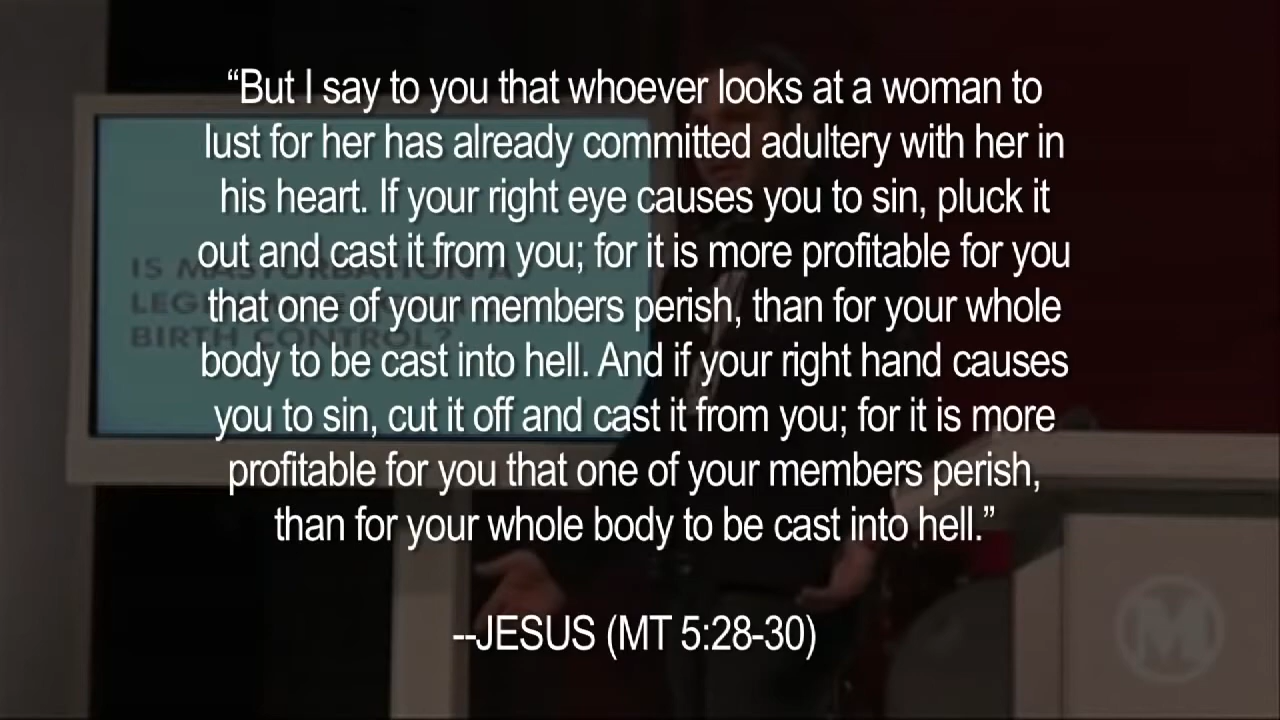 “But I say to you that whoever looks at a woman to
lust for her has already committed adultery with her in
his heart. If your right eye causes you to sin, pluck it
out and cast it from you; for it is more profitable for you
that one of your members perish, than for your whole
body to be cast into hell. And if your right hand causes
you to sin, cut it off and cast it from you; for it is more
profitable for you that one of your members perish,
than for your whole body to be cast into hell.”
--JESUS (MT 5:28-30)
IS MASTURBATION A
BIRTH CONTROL?
M